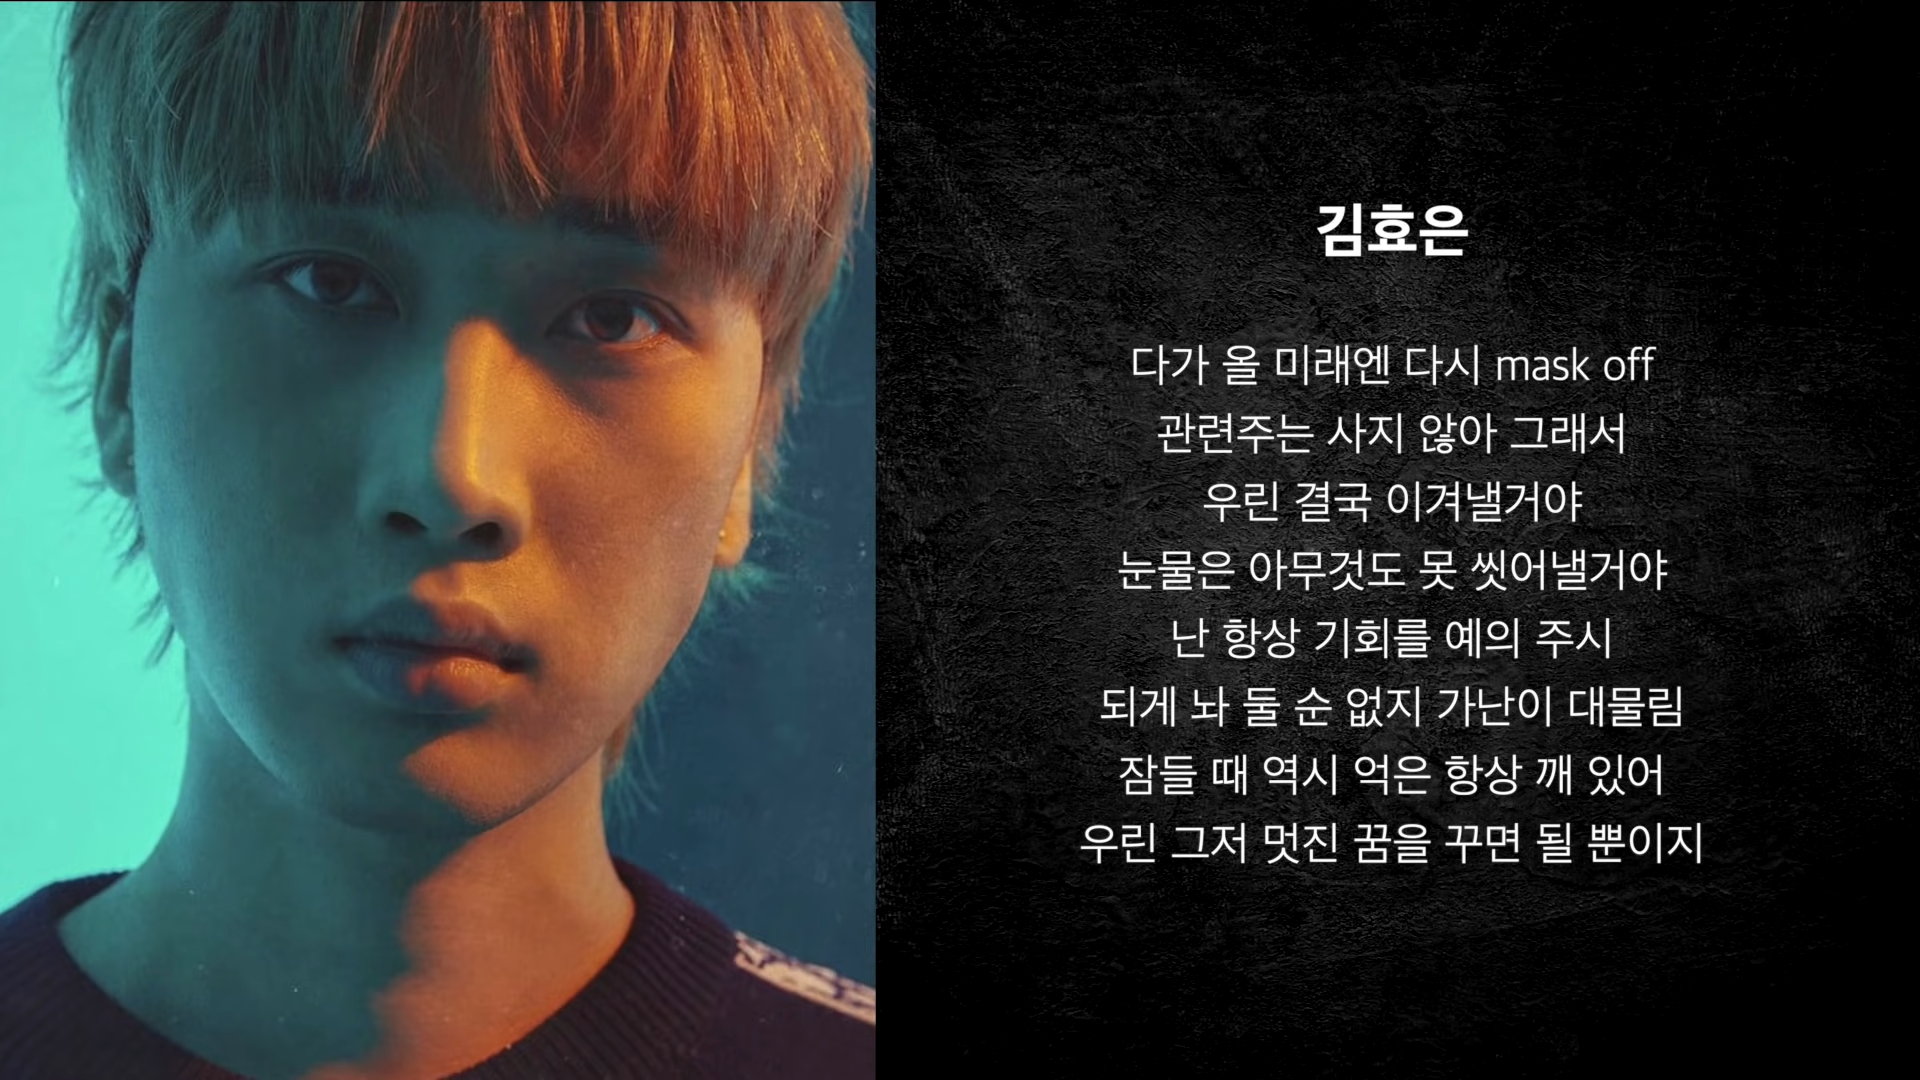 김효은
다가 올 미래엔 다시 mask off
관련주는 사지 않아 그래서
우린 결국 이겨낼거야
눈물은 아무것도 못 씻어낼거야
난 항상 기회를 예의 주시
되게 놔 둘 순 없지 가난이 대물림
잠들 때 역시 억은 항상 깨 있어
우린 그저 멋진 꿈을 꾸면 될 뿐이지